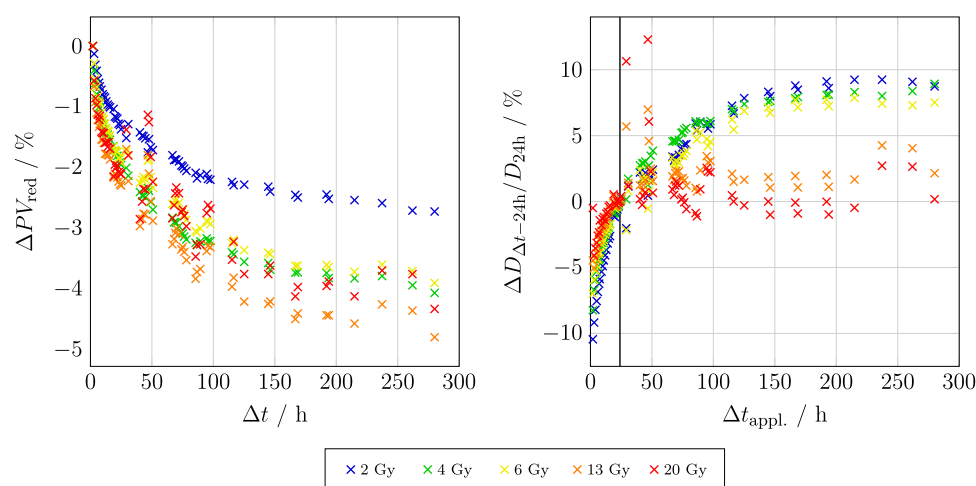 0
−1
−2
−3
−4
−5
ΔPV_red / %
0 50 100 150 200 250 300
Δt / h
10
5
0
−5
−10
ΔD_Δt−24h/D_24h / %
0 50 100 150 200 250 300
Δt_appl. / h
2 Gy 4 Gy 6 Gy 13 Gy 20 Gy